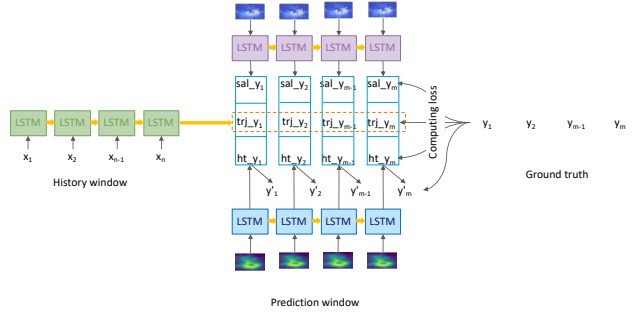 LSTM LSTM LSTM LSTM
sal_y1 sal_y2 sal_ym-1 sal_ym
LSTM LSTM LSTM LSTM
trj_y1 trj_y2 trj_ym-1 trj_ym
Computing loss
y1 y2 ym-1 ym
x1 x2 xn-1 xn
ht_y1 ht_y2 ht_ym-1 ht_ym
History window
Ground truth
y'1 y'2 y'm-1 y'm
LSTM LSTM LSTM LSTM
Prediction window